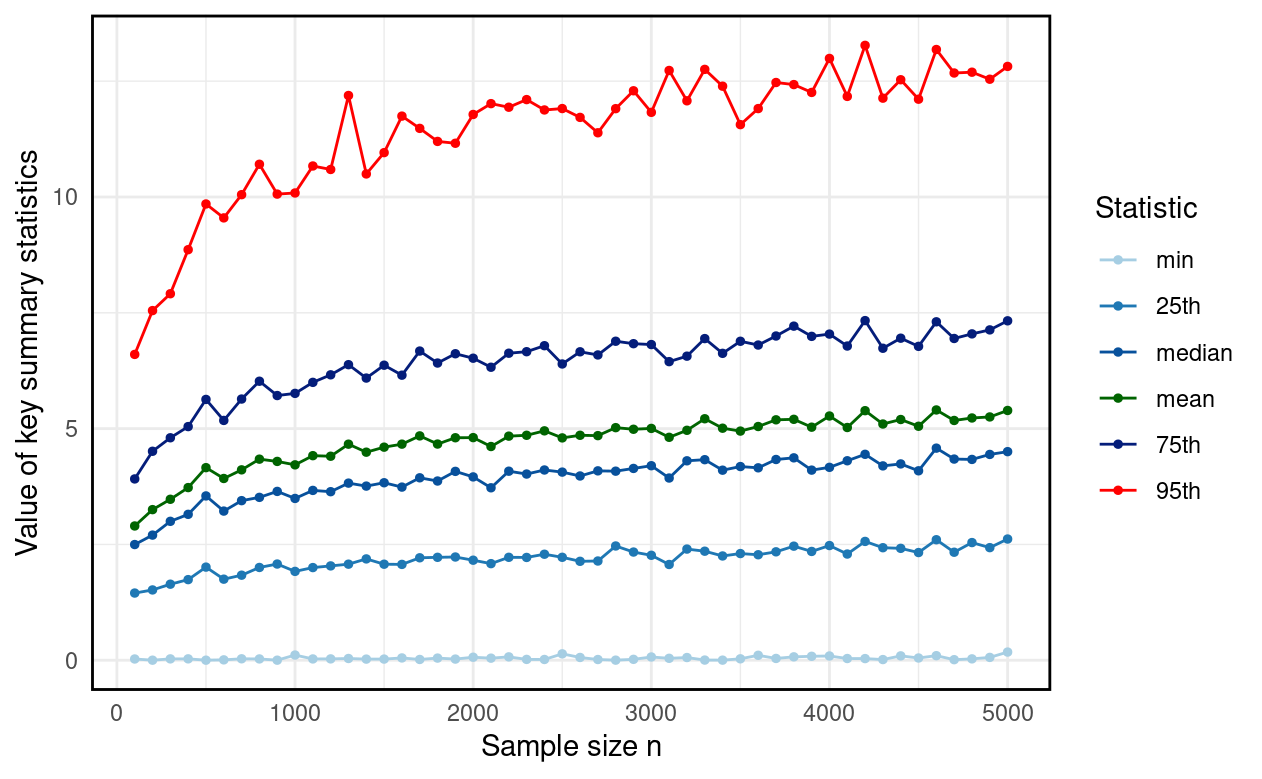 Value of key summary statistics
10
5
0
0
1000
2000
3000
4000
5000
Sample size n
Statistic
min
25th
median
mean
75th
95th